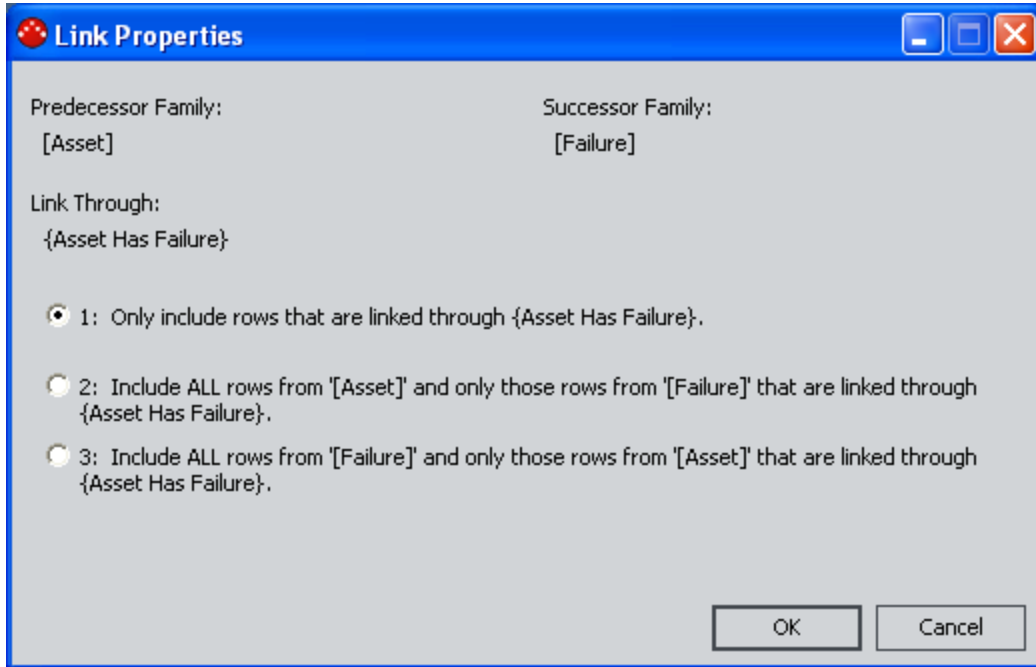 Link Properties
Predecessor Family:
Successor Family:
[Asset]
[Failure]
Link Through:
{Asset Has Failure}
1:  Only include rows that are linked through {Asset Has Failure}.
2:  Include ALL rows from '[Asset]' and only those rows from '[Failure]' that are linked through
{Asset Has Failure}.
3:  Include ALL rows from '[Failure]' and only those rows from '[Asset]' that are linked through
{Asset Has Failure}.
OK
Cancel